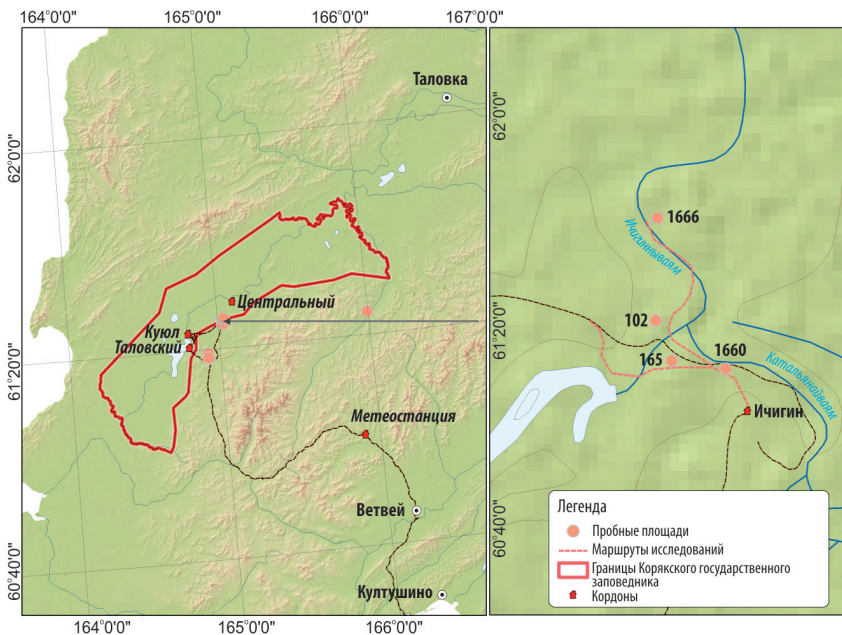 164°0'0"
165°0'0"
166°0'0"
167°0'0"
62°0'0"
61°20'0"
60°40'0"
Таловка
Центральный
Куюл
Таловский
Метеостанция
Ветвей
Култушино
164°0'0"
165°0'0"
166°0'0"
62°0'0"
61°20'0"
60°40'0"
1666
Ичигиннываям
102
165
1660
Катальянайваям
Ичигин
Легенда
Пробные площади
Маршруты исследований
Границы Корякского государственного
заповедника
Кордоны